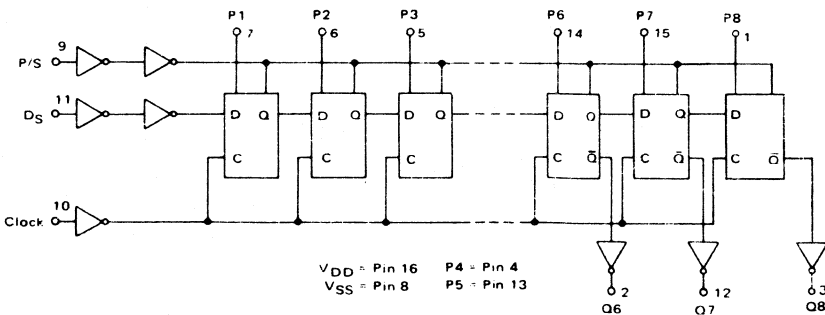 P1 P2 P3 P6 P7 P8
7 6 5 14 15 1
P/S 9
DS 11
D Q D Q D Q D Q D Q D
C C C C Q̅ C Q̅ C Q̅
Clock 10
VDD = Pin 16 P4 = Pin 4
VSS = Pin 8 P5 = Pin 13
2 12 3
Q6 Q7 Q8